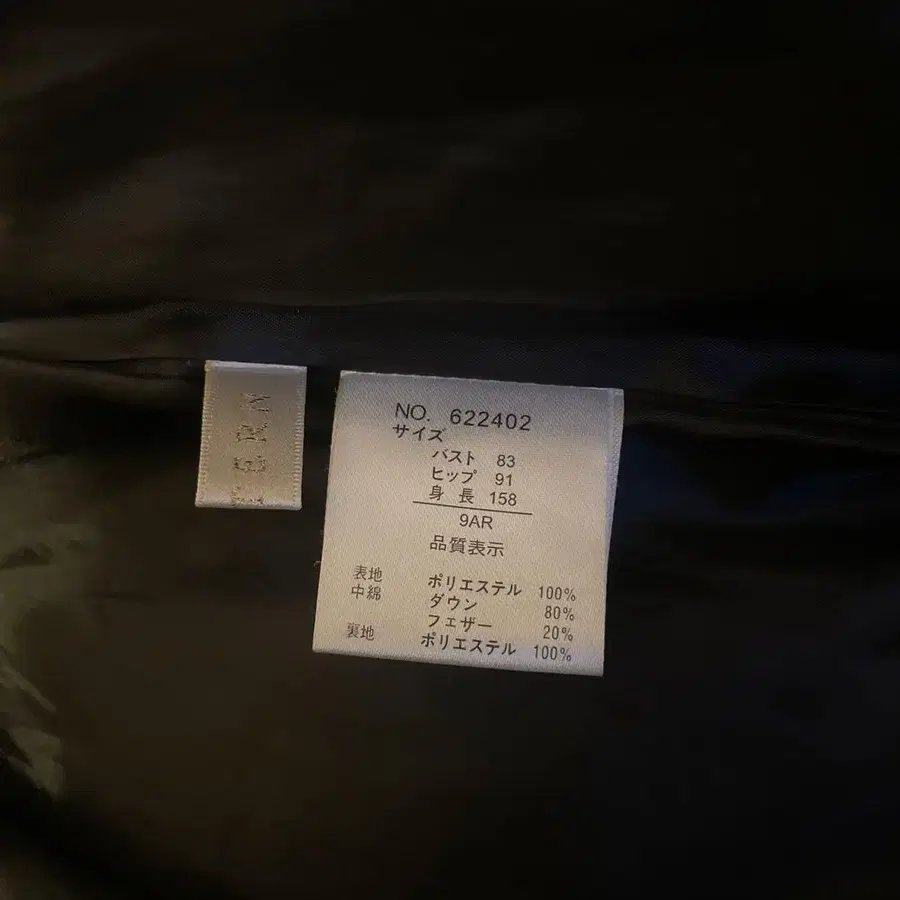 NO. 622402
サイズ
バスト 83
ヒップ 91
身 長 158
9AR
品質表示
表地 ポリエステル 100%
中綿 ダウン 80%
フェザー 20%
裏地 ポリエステル 100%